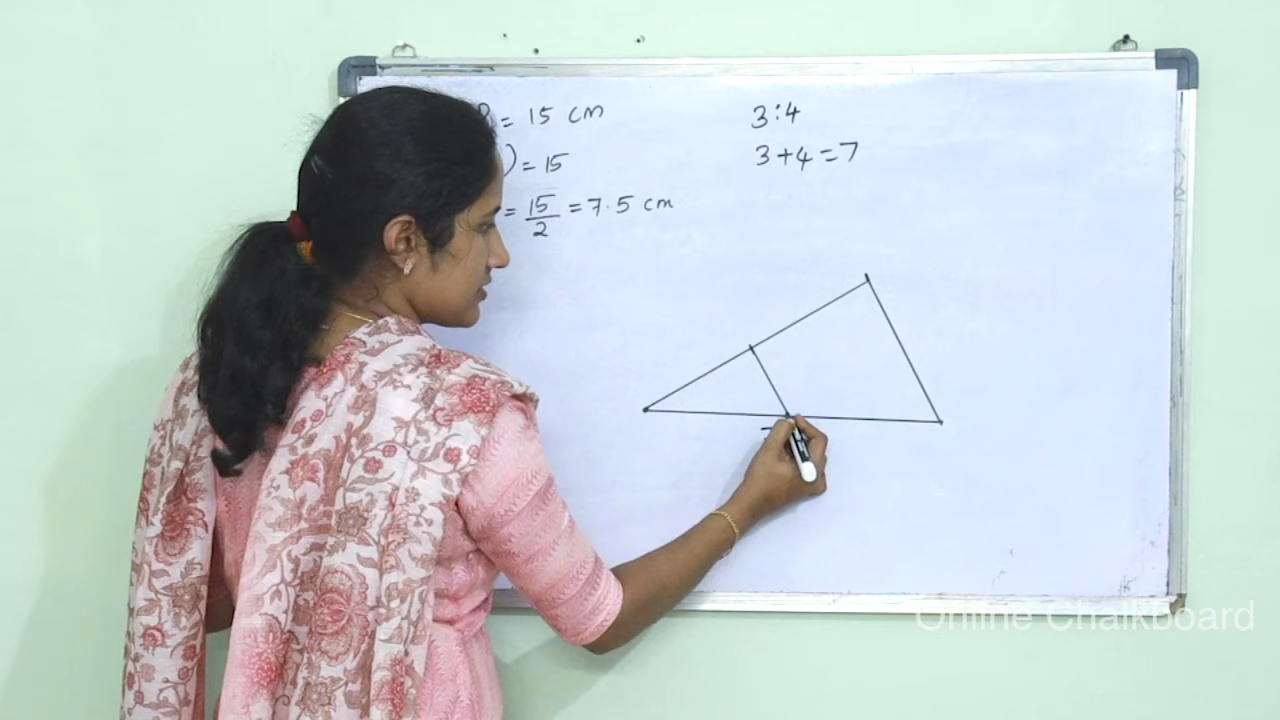 = 15 cm
) = 15
= 15/2 = 7.5 cm
3:4
3+4=7
Online Chalkboard